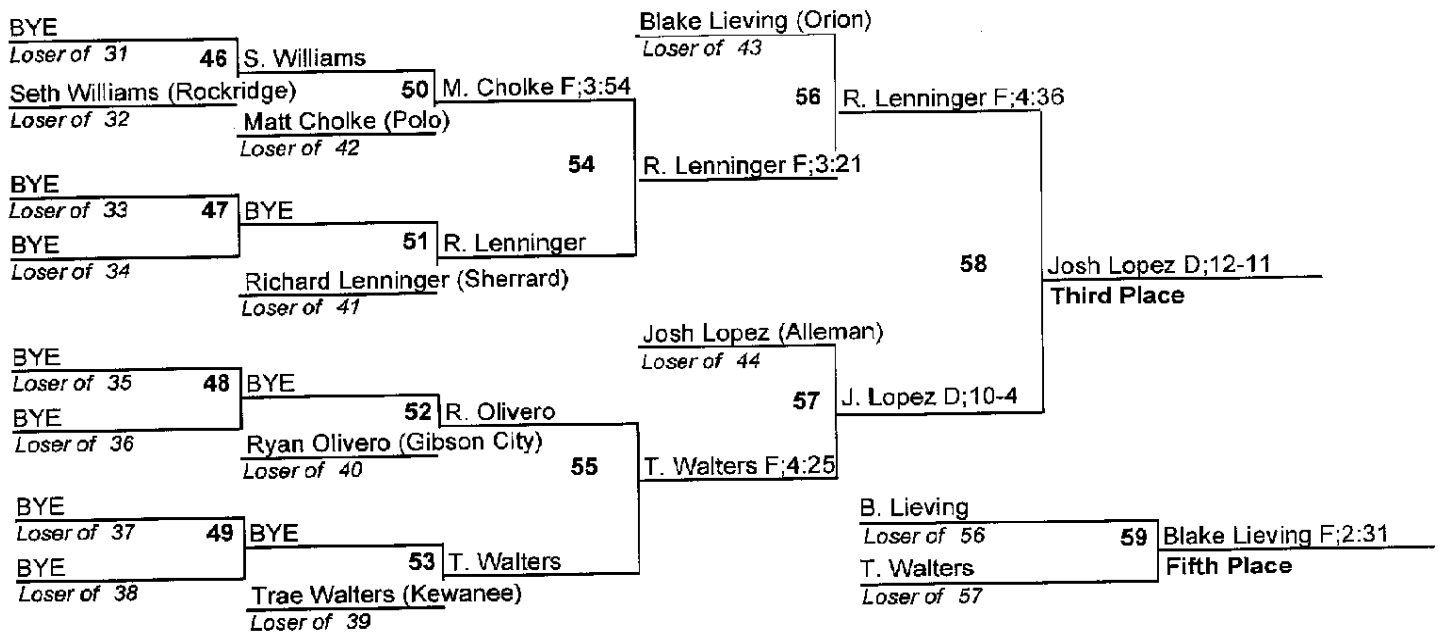 BYE
Loser of 31
46
S. Williams
Seth Williams (Rockridge)
Loser of 32
50
M. Cholke F;3:54
Matt Cholke (Polo)
Loser of 42
BYE
Loser of 33
47
BYE
BYE
Loser of 34
51
R. Lenninger
Richard Lenninger (Sherrard)
Loser of 41
54
R. Lenninger F;3:21
Blake Lieving (Orion)
Loser of 43
56
R. Lenninger F;4:36
BYE
Loser of 35
48
BYE
BYE
Loser of 36
52
R. Olivero
Ryan Olivero (Gibson City)
Loser of 40
BYE
Loser of 37
49
BYE
BYE
Loser of 38
53
T. Walters
Trae Walters (Kewanee)
Loser of 39
55
T. Walters F;4:25
Josh Lopez (Alleman)
Loser of 44
57
J. Lopez D;10-4
58
Josh Lopez D;12-11
Third Place
B. Lieving
Loser of 56
59
Blake Lieving F;2:31
T. Walters
Loser of 57
Fifth Place